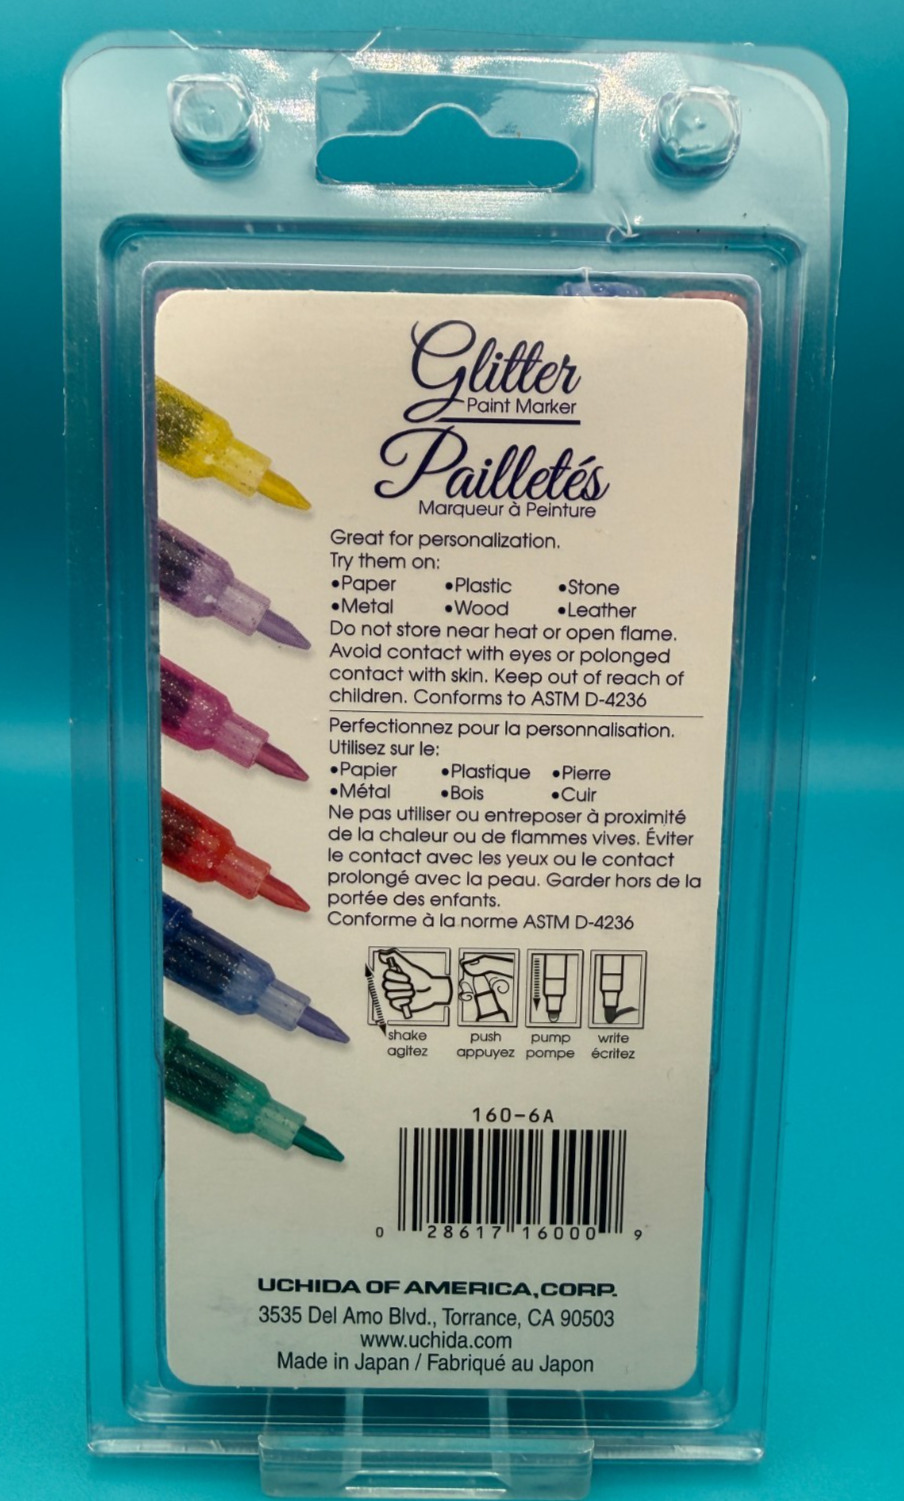 Glitter
Paint Marker
Pailletés
Marqueur à Peinture
Great for personalization.
Try them on:
•Paper •Plastic •Stone
•Metal •Wood •Leather
Do not store near heat or open flame.
Avoid contact with eyes or polonged
contact with skin. Keep out of reach of
children. Conforms to ASTM D-4236
Perfectionnez pour la personnalisation.
Utilisez sur le:
•Papier •Plastique •Pierre
•Métal •Bois •Cuir
Ne pas utiliser ou entreposer à proximité
de la chaleur ou de flammes vives. Éviter
le contact avec les yeux ou le contact
prolongé avec la peau. Garder hors de la
portée des enfants.
Conforme à la norme ASTM D-4236
shake push pump write
agitez appuyez pompe écritez
160-6A
0 28617 16000 9
UCHIDA OF AMERICA, CORP.
3535 Del Amo Blvd., Torrance, CA 90503
www.uchida.com
Made in Japan / Fabriqué au Japon